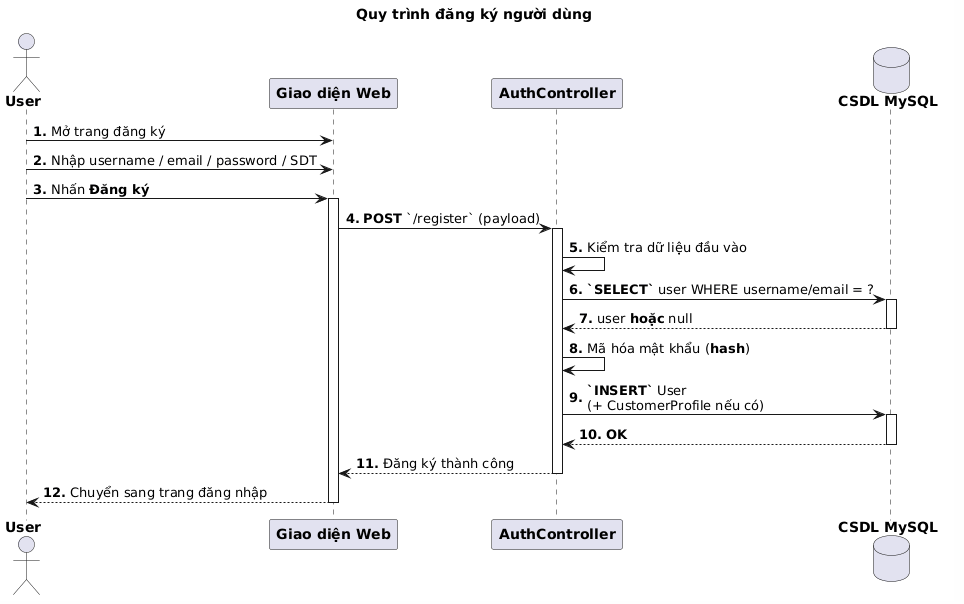 Quy trình đăng ký người dùng
User
Giao diện Web
AuthController
CSDL MySQL
1. Mở trang đăng ký
2. Nhập username / email / password / SDT
3. Nhấn Đăng ký
4. POST `/register` (payload)
5. Kiểm tra dữ liệu đầu vào
6. `SELECT` user WHERE username/email = ?
7. user hoặc null
8. Mã hóa mật khẩu (hash)
9. `INSERT` User
(+ CustomerProfile nếu có)
10. OK
11. Đăng ký thành công
12. Chuyển sang trang đăng nhập
User
Giao diện Web
AuthController
CSDL MySQL